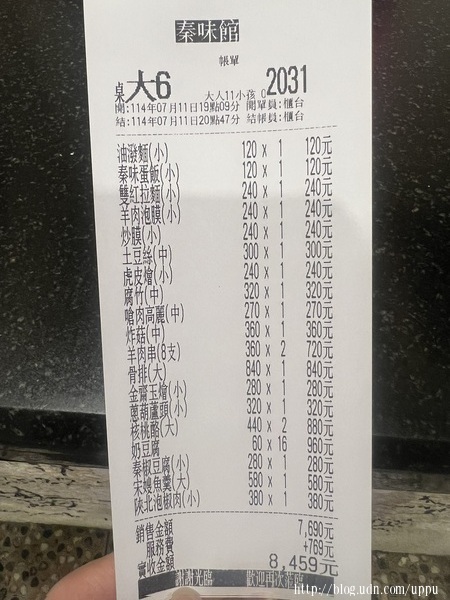 秦味館
帳單
桌 大6 大人11小孩 0 2031
開:114年07月11日19點09分 開單員:櫃台
結:114年07月11日20點47分 結帳員:櫃台
油潑麵(小) 120 x 1 120元
秦味蛋飯(小) 120 x 1 120元
雙紅拉麵(小) 240 x 1 240元
羊肉泡膜(小) 240 x 1 240元
炒膜(小) 240 x 1 240元
土豆絲(中) 300 x 1 300元
虎皮燴(小) 240 x 1 240元
腐竹(中) 320 x 1 320元
嗆肉高麗(中) 270 x 1 270元
炸菇(中) 360 x 1 360元
羊肉串(8支) 360 x 2 720元
羊骨排(大) 840 x 1 840元
金齋玉燴(小) 280 x 1 280元
蔥葫蘆頭(小) 320 x 1 320元
核桃酪(大) 440 x 2 880元
奶豆腐 60 x 16 960元
秦椒豆腐(小) 280 x 1 280元
宋嫂魚羹(大) 580 x 1 580元
陝北泡椒肉(小) 380 x 1 380元
銷售金額 7,690元
服務費 +769元
實收金額 8,459元
謝謝光臨 歡迎再次光臨
http://blog.udn.com/uppu